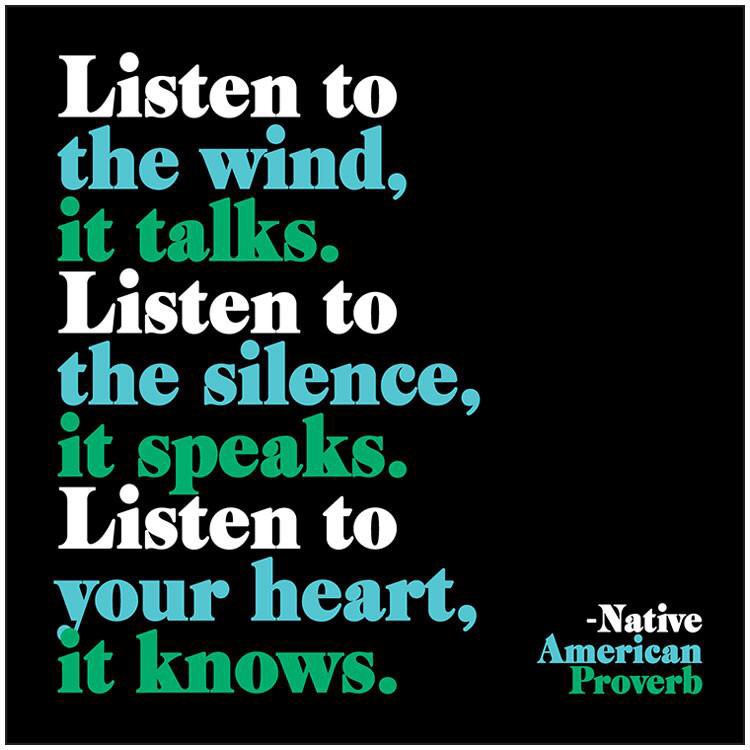 Listen to
the wind,
it talks.
Listen to
the silence,
it speaks.
Listen to
your heart,
it knows.
-Native
American
Proverb